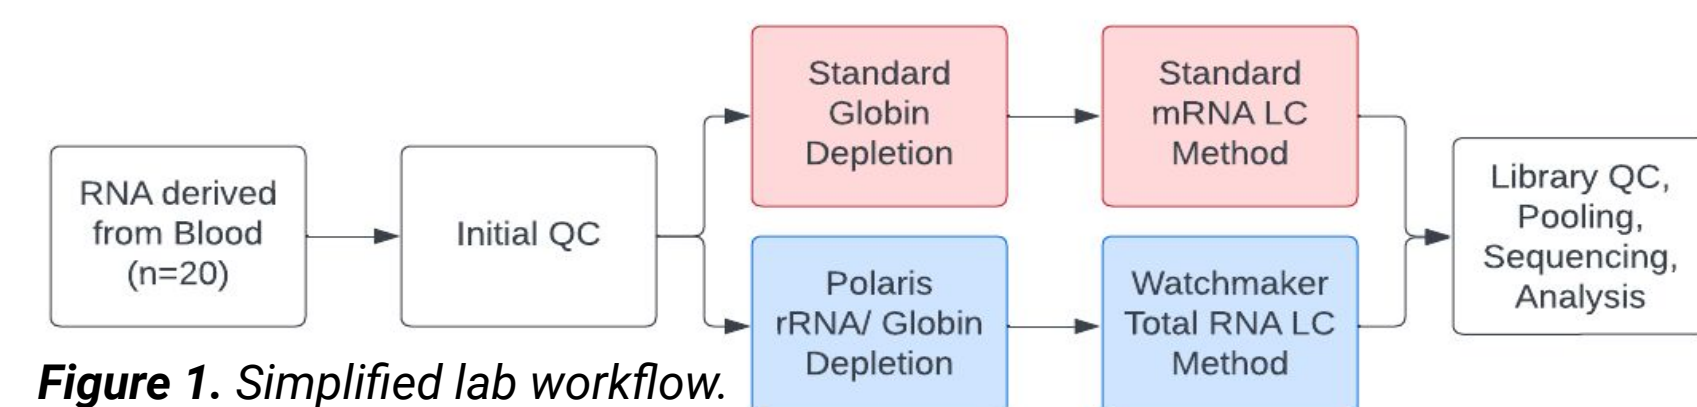 RNA derived
from Blood
(n=20)
Initial QC
Standard
Globin
Depletion
Standard
mRNA LC
Method
Polaris
rRNA/ Globin
Depletion
Watchmaker
Total RNA LC
Method
Library QC,
Pooling,
Sequencing,
Analysis
Figure 1. Simplified lab workflow.